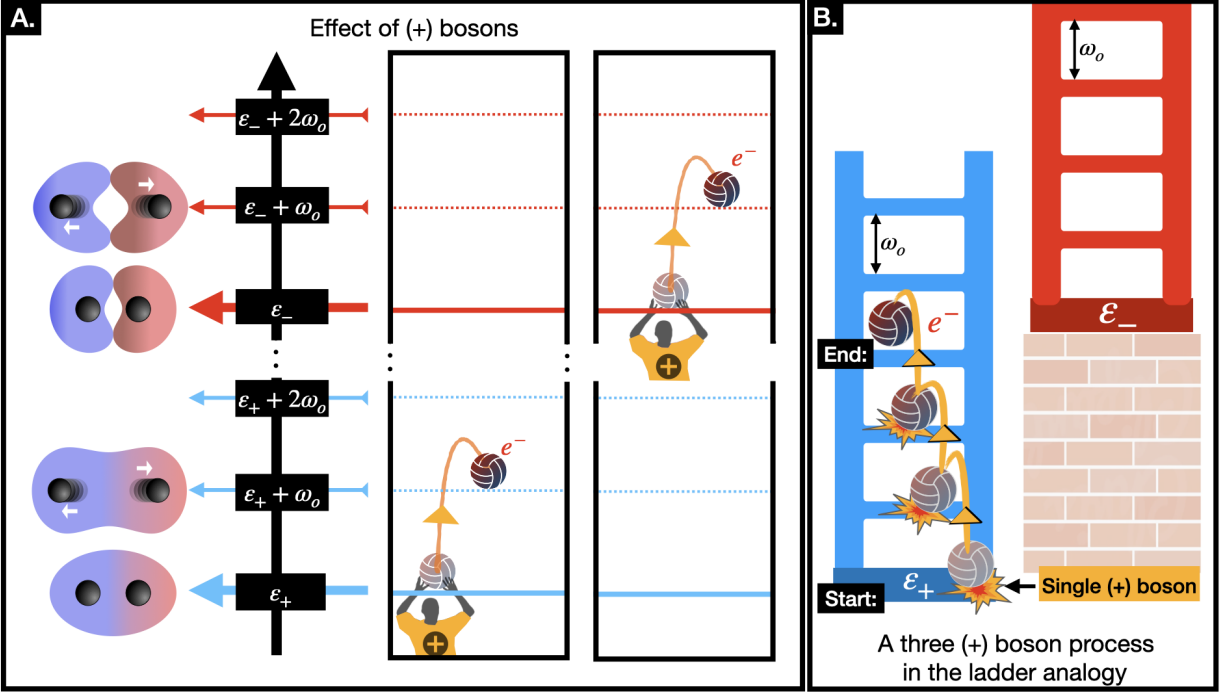 A.
Effect of (+) bosons
ε₋ + 2ωₒ
ε₋ + ωₒ
ε₋
ε₊ + 2ωₒ
ε₊ + ωₒ
ε₊
e⁻
+
e⁻
+
B.
ωₒ
ωₒ
e⁻
ε₋
End:
Start:
ε₊
Single (+) boson
A three (+) boson process
in the ladder analogy